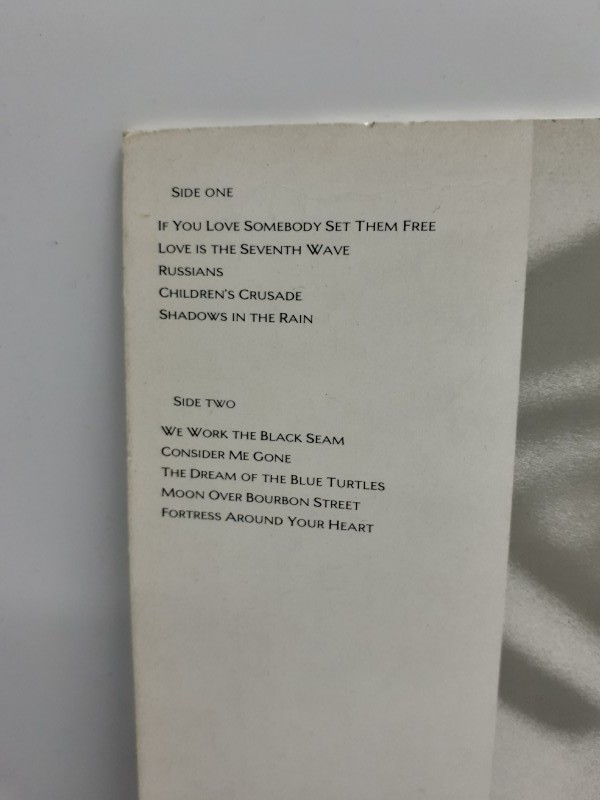 SIDE ONE
IF YOU LOVE SOMEBODY SET THEM FREE
LOVE IS THE SEVENTH WAVE
RUSSIANS
CHILDREN'S CRUSADE
SHADOWS IN THE RAIN
SIDE TWO
WE WORK THE BLACK SEAM
CONSIDER ME GONE
THE DREAM OF THE BLUE TURTLES
MOON OVER BOURBON STREET
FORTRESS AROUND YOUR HEART